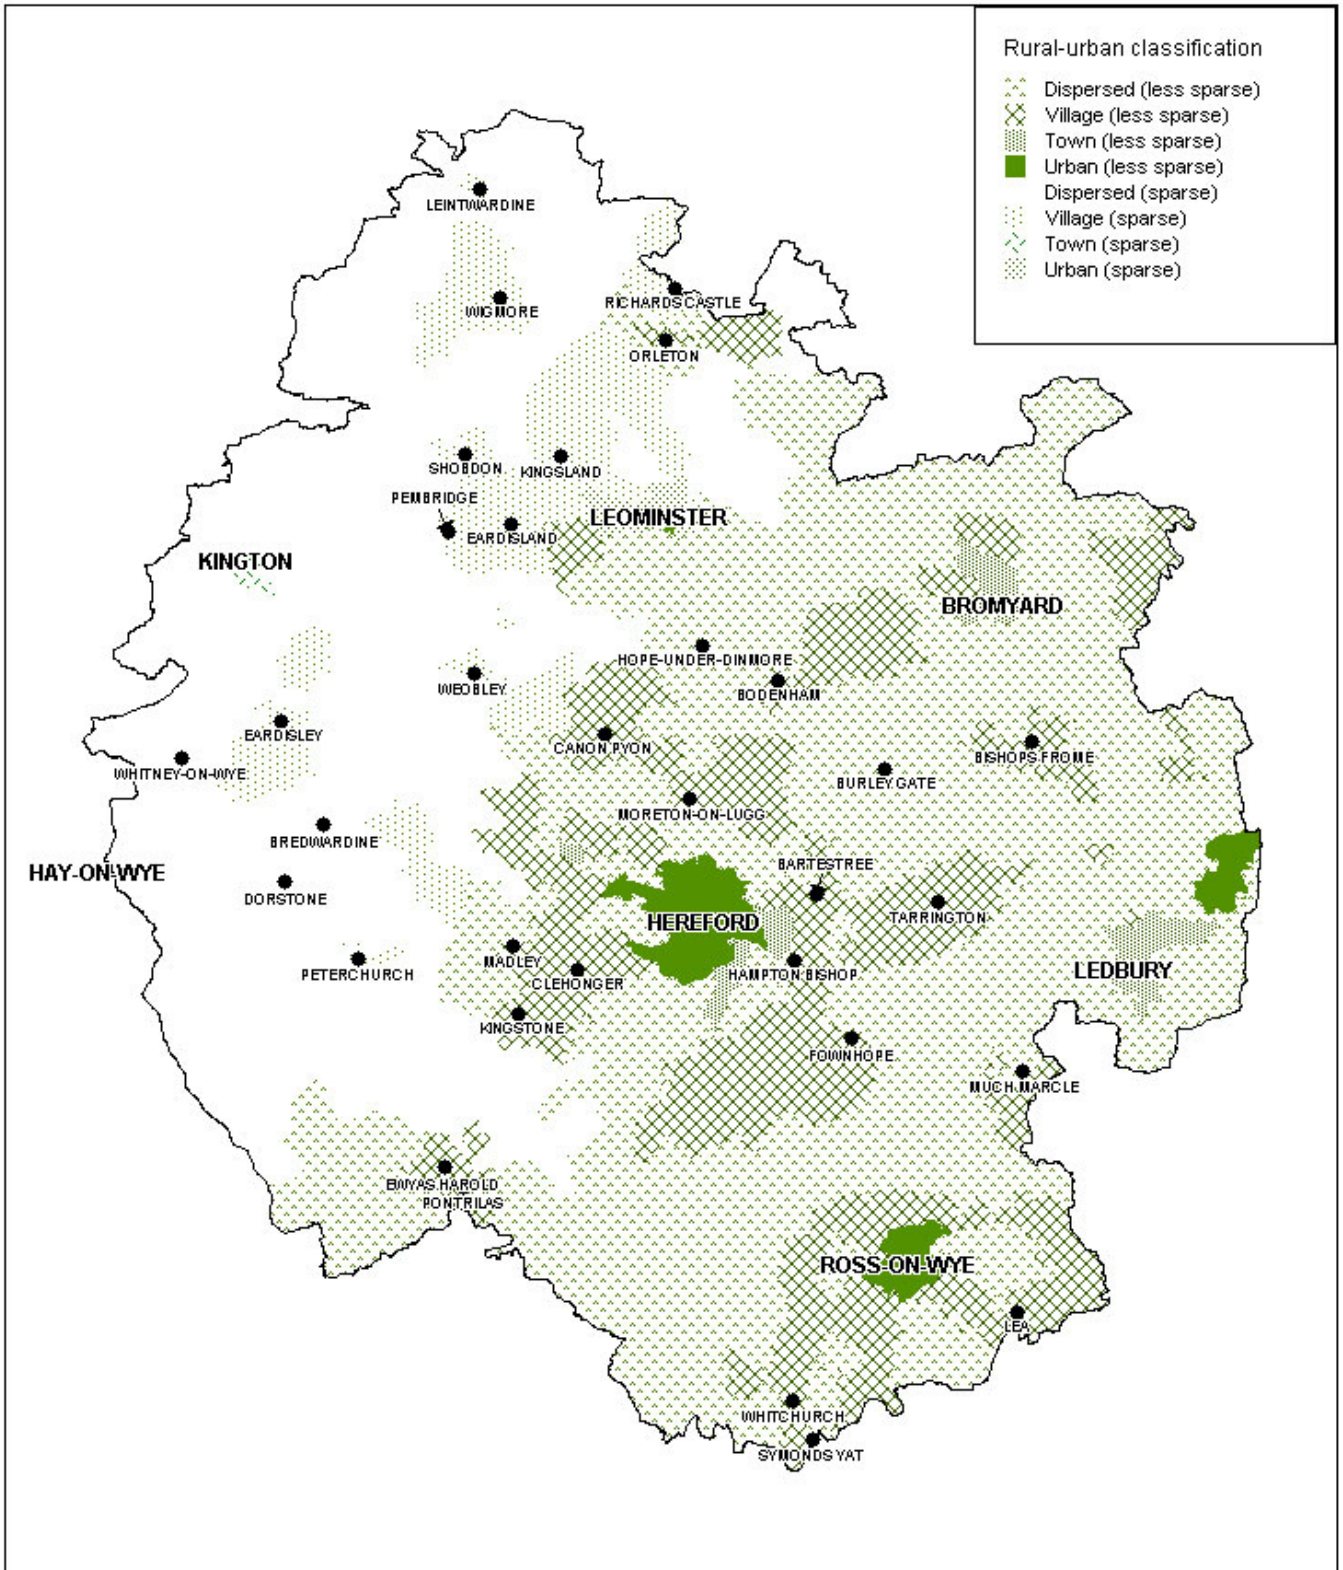 Rural-urban classification
Dispersed (less sparse)
Village (less sparse)
Town (less sparse)
Urban (less sparse)
Dispersed (sparse)
Village (sparse)
Town (sparse)
Urban (sparse)
LEINTWARDINE
WIGMORE
RICHARDS CASTLE
ORLETON
SHOBDON
KINGSLAND
PEMBRIDGE
LEOMINSTER
EARDISLAND
KINGTON
BROMYARD
HOPE-UNDER-DINMORE
WEOBLEY
BODENHAM
EARDISLEY
CANON PYON
BISHOPS FROME
WHITNEY-ON-WYE
BURLEY GATE
MORETON-ON-LUGG
BREDWARDINE
BARTESTREE
HAY-ON-WYE
DORSTONE
TARRINGTON
HEREFORD
MADLEY
PETERCHURCH
HAMPTON BISHOP
LEDBURY
CLEHONGER
KINGSTONE
FOWNHOPE
MUCH MARCLE
EWYAS HAROLD
PONTRILAS
ROSS-ON-WYE
LEA
WHITCHURCH
SYMONDS YAT